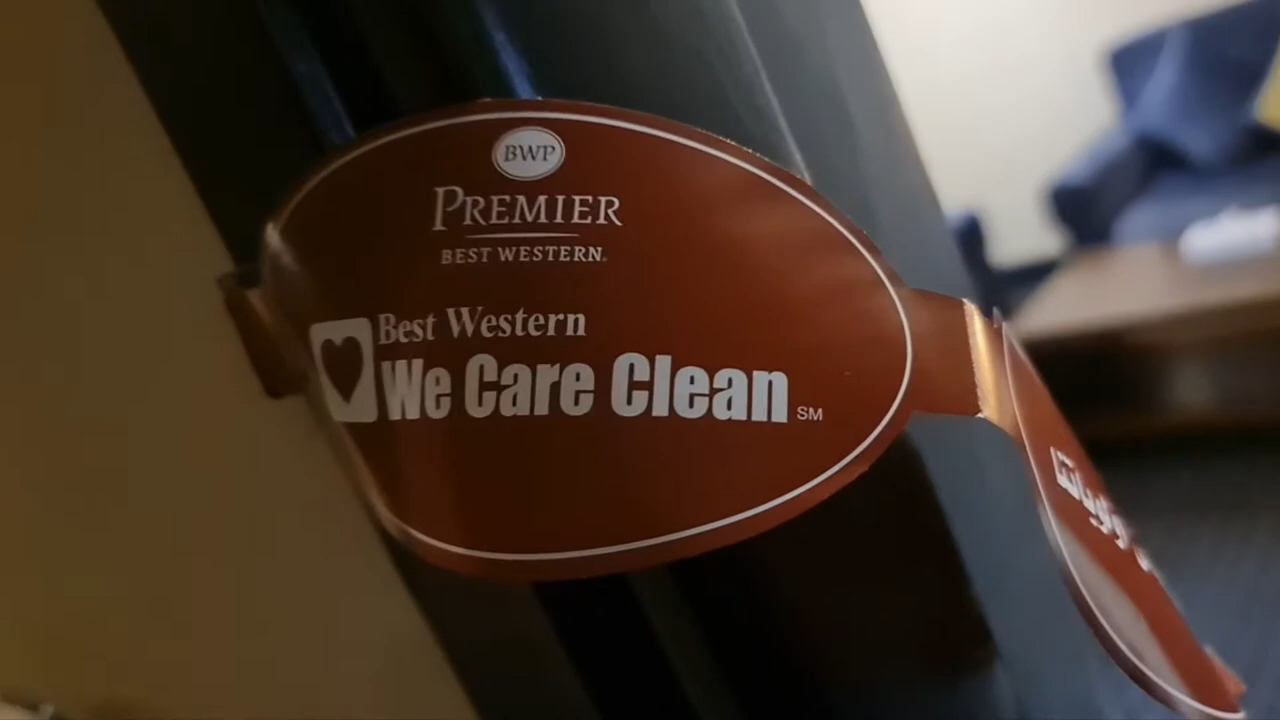 BWP
PREMIER
BEST WESTERN.
Best Western
We Care Clean SM